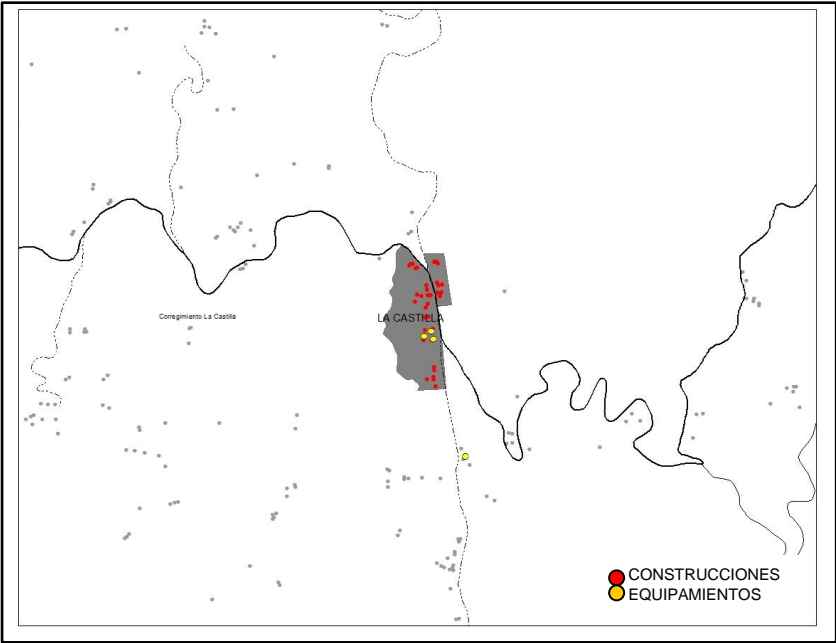 Corregimiento La Castilla
LA CASTILLA
CONSTRUCCIONES
EQUIPAMIENTOS